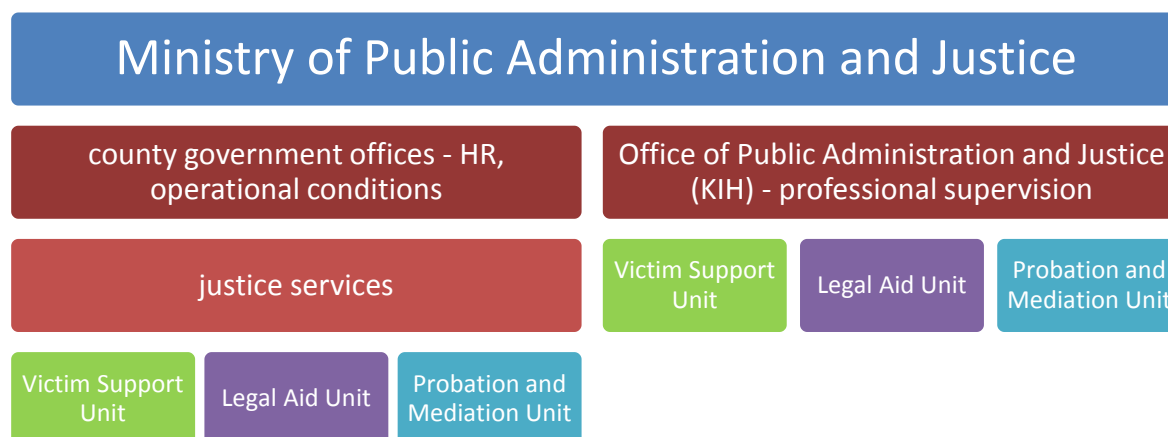 Ministry of Public Administration and Justice
county government offices - HR,
operational conditions
Office of Public Administration and Justice
(KIH) - professional supervision
justice services
Victim Support
Unit
Legal Aid Unit
Probation and
Mediation Unit
Victim Support
Unit
Legal Aid Unit
Probation and
Mediation Unit